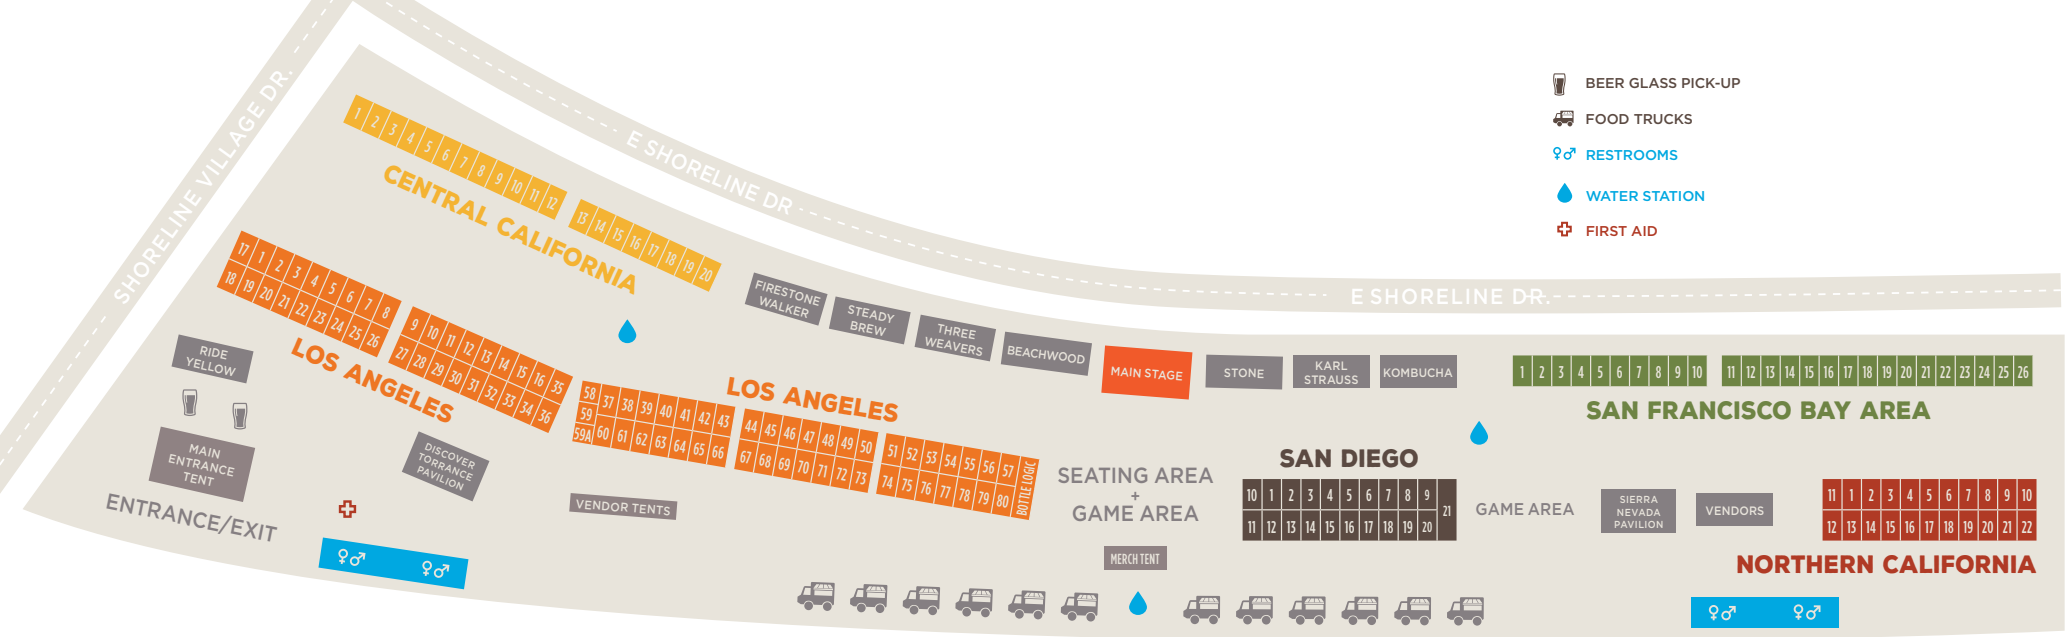 BEER GLASS PICK-UP
FOOD TRUCKS
RESTROOMS
WATER STATION
FIRST AID
SHORELINE VILLAGE DR.
E SHORELINE DR
E SHORELINE DR.
1 2 3 4 5 6 7 8 9 10 11 12
13 14 15 16 17 18 19 20
CENTRAL CALIFORNIA
17 1 2 3 4 5 6 7 8
18 19 20 21 22 23 24 25 26
9 10 11 12 13 14 15 16 35
27 28 29 30 31 32 33 34 36
LOS ANGELES
RIDE
YELLOW
MAIN
ENTRANCE
TENT
ENTRANCE/EXIT
DISCOVER
TORRANCE
PAVILION
VENDOR TENTS
LOS ANGELES
58 37 38 39 40 41 42 43
59
59A 60 61 62 63 64 65 66
44 45 46 47 48 49 50
67 68 69 70 71 72 73
51 52 53 54 55 56 57
74 75 76 77 78 79 80
BOTTLE LOGIC
FIRESTONE
WALKER
STEADY
BREW
THREE
WEAVERS
BEACHWOOD
MAIN STAGE
STONE
KARL
STRAUSS
KOMBUCHA
SEATING AREA
+
GAME AREA
MERCH TENT
SAN DIEGO
10 1 2 3 4 5 6 7 8 9
11 12 13 14 15 16 17 18 19 20
21
GAME AREA
SIERRA
NEVADA
PAVILION
VENDORS
1 2 3 4 5 6 7 8 9 10
11 12 13 14 15 16 17 18 19 20 21 22 23 24 25 26
SAN FRANCISCO BAY AREA
11 1 2 3 4 5 6 7 8 9 10
12 13 14 15 16 17 18 19 20 21 22
NORTHERN CALIFORNIA